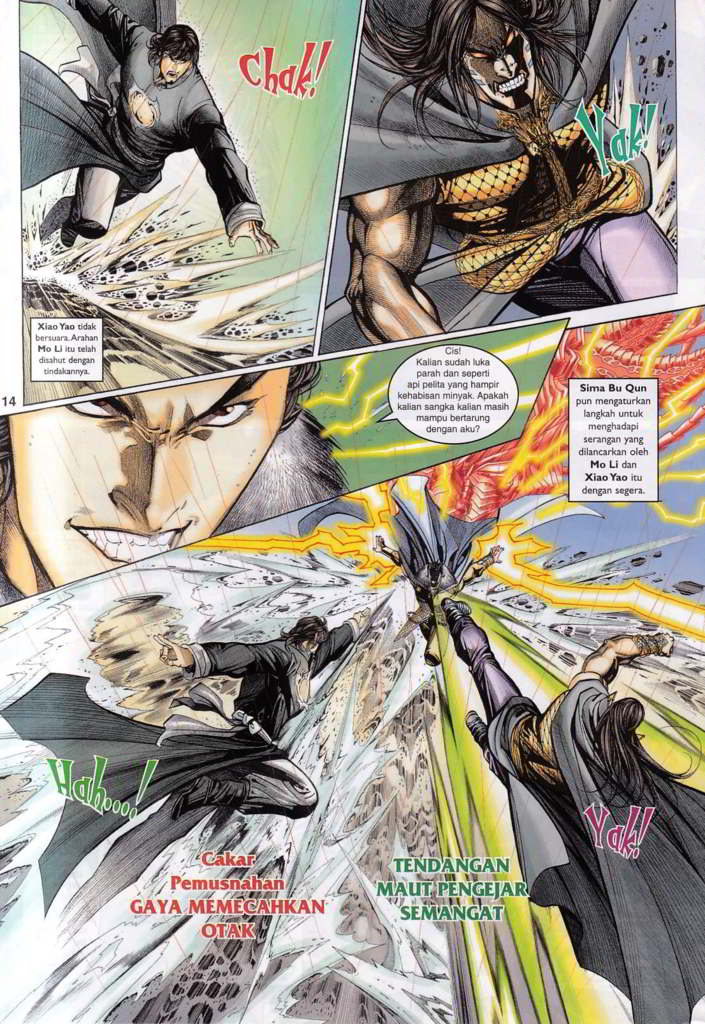 Chak!
Yak!
Xiao Yao tidak
bersuara. Arahan
Mo Li itu telah
disahut dengan
tindakannya.
14
Cis!
Kalian sudah luka
parah dan seperti
api pelita yang hampir
kehabisan minyak. Apakah
kalian sangka kalian masih
mampu bertarung
dengan aku?
Sima Bu Qun
pun mengaturkan
langkah untuk
menghadapi
serangan yang
dilancarkan oleh
Mo Li dan
Xiao Yao itu
dengan segera.
Hah....!
Yak!
Cakar
Pemusnahan
GAYA MEMECAHKAN
OTAK
TENDANGAN
MAUT PENGEJAR
SEMANGAT